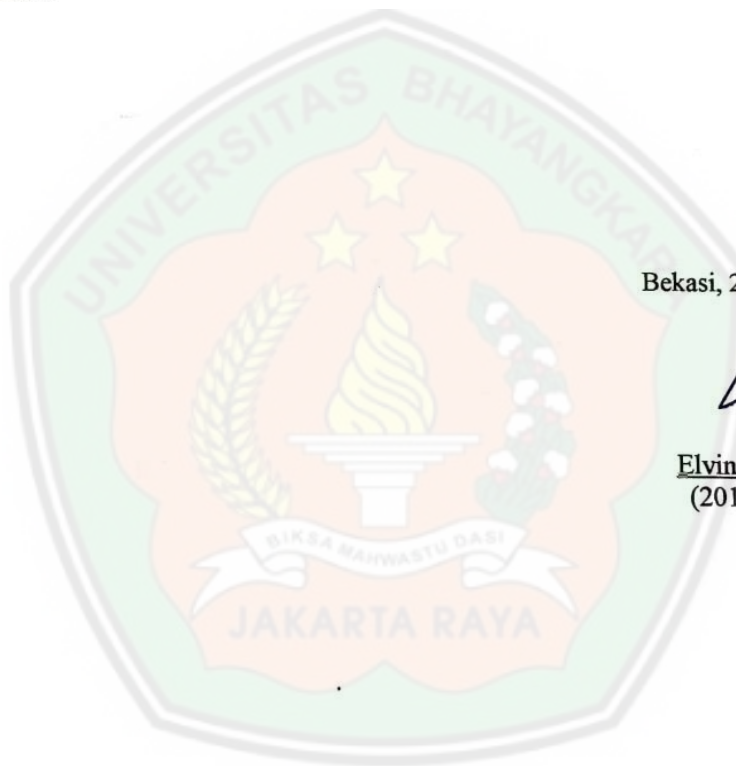 UNIVERSITAS BHAYANGKARA
Bekasi, 2
Elvin
(201
BIKSA MAHWASTU DASI
JAKARTA RAYA